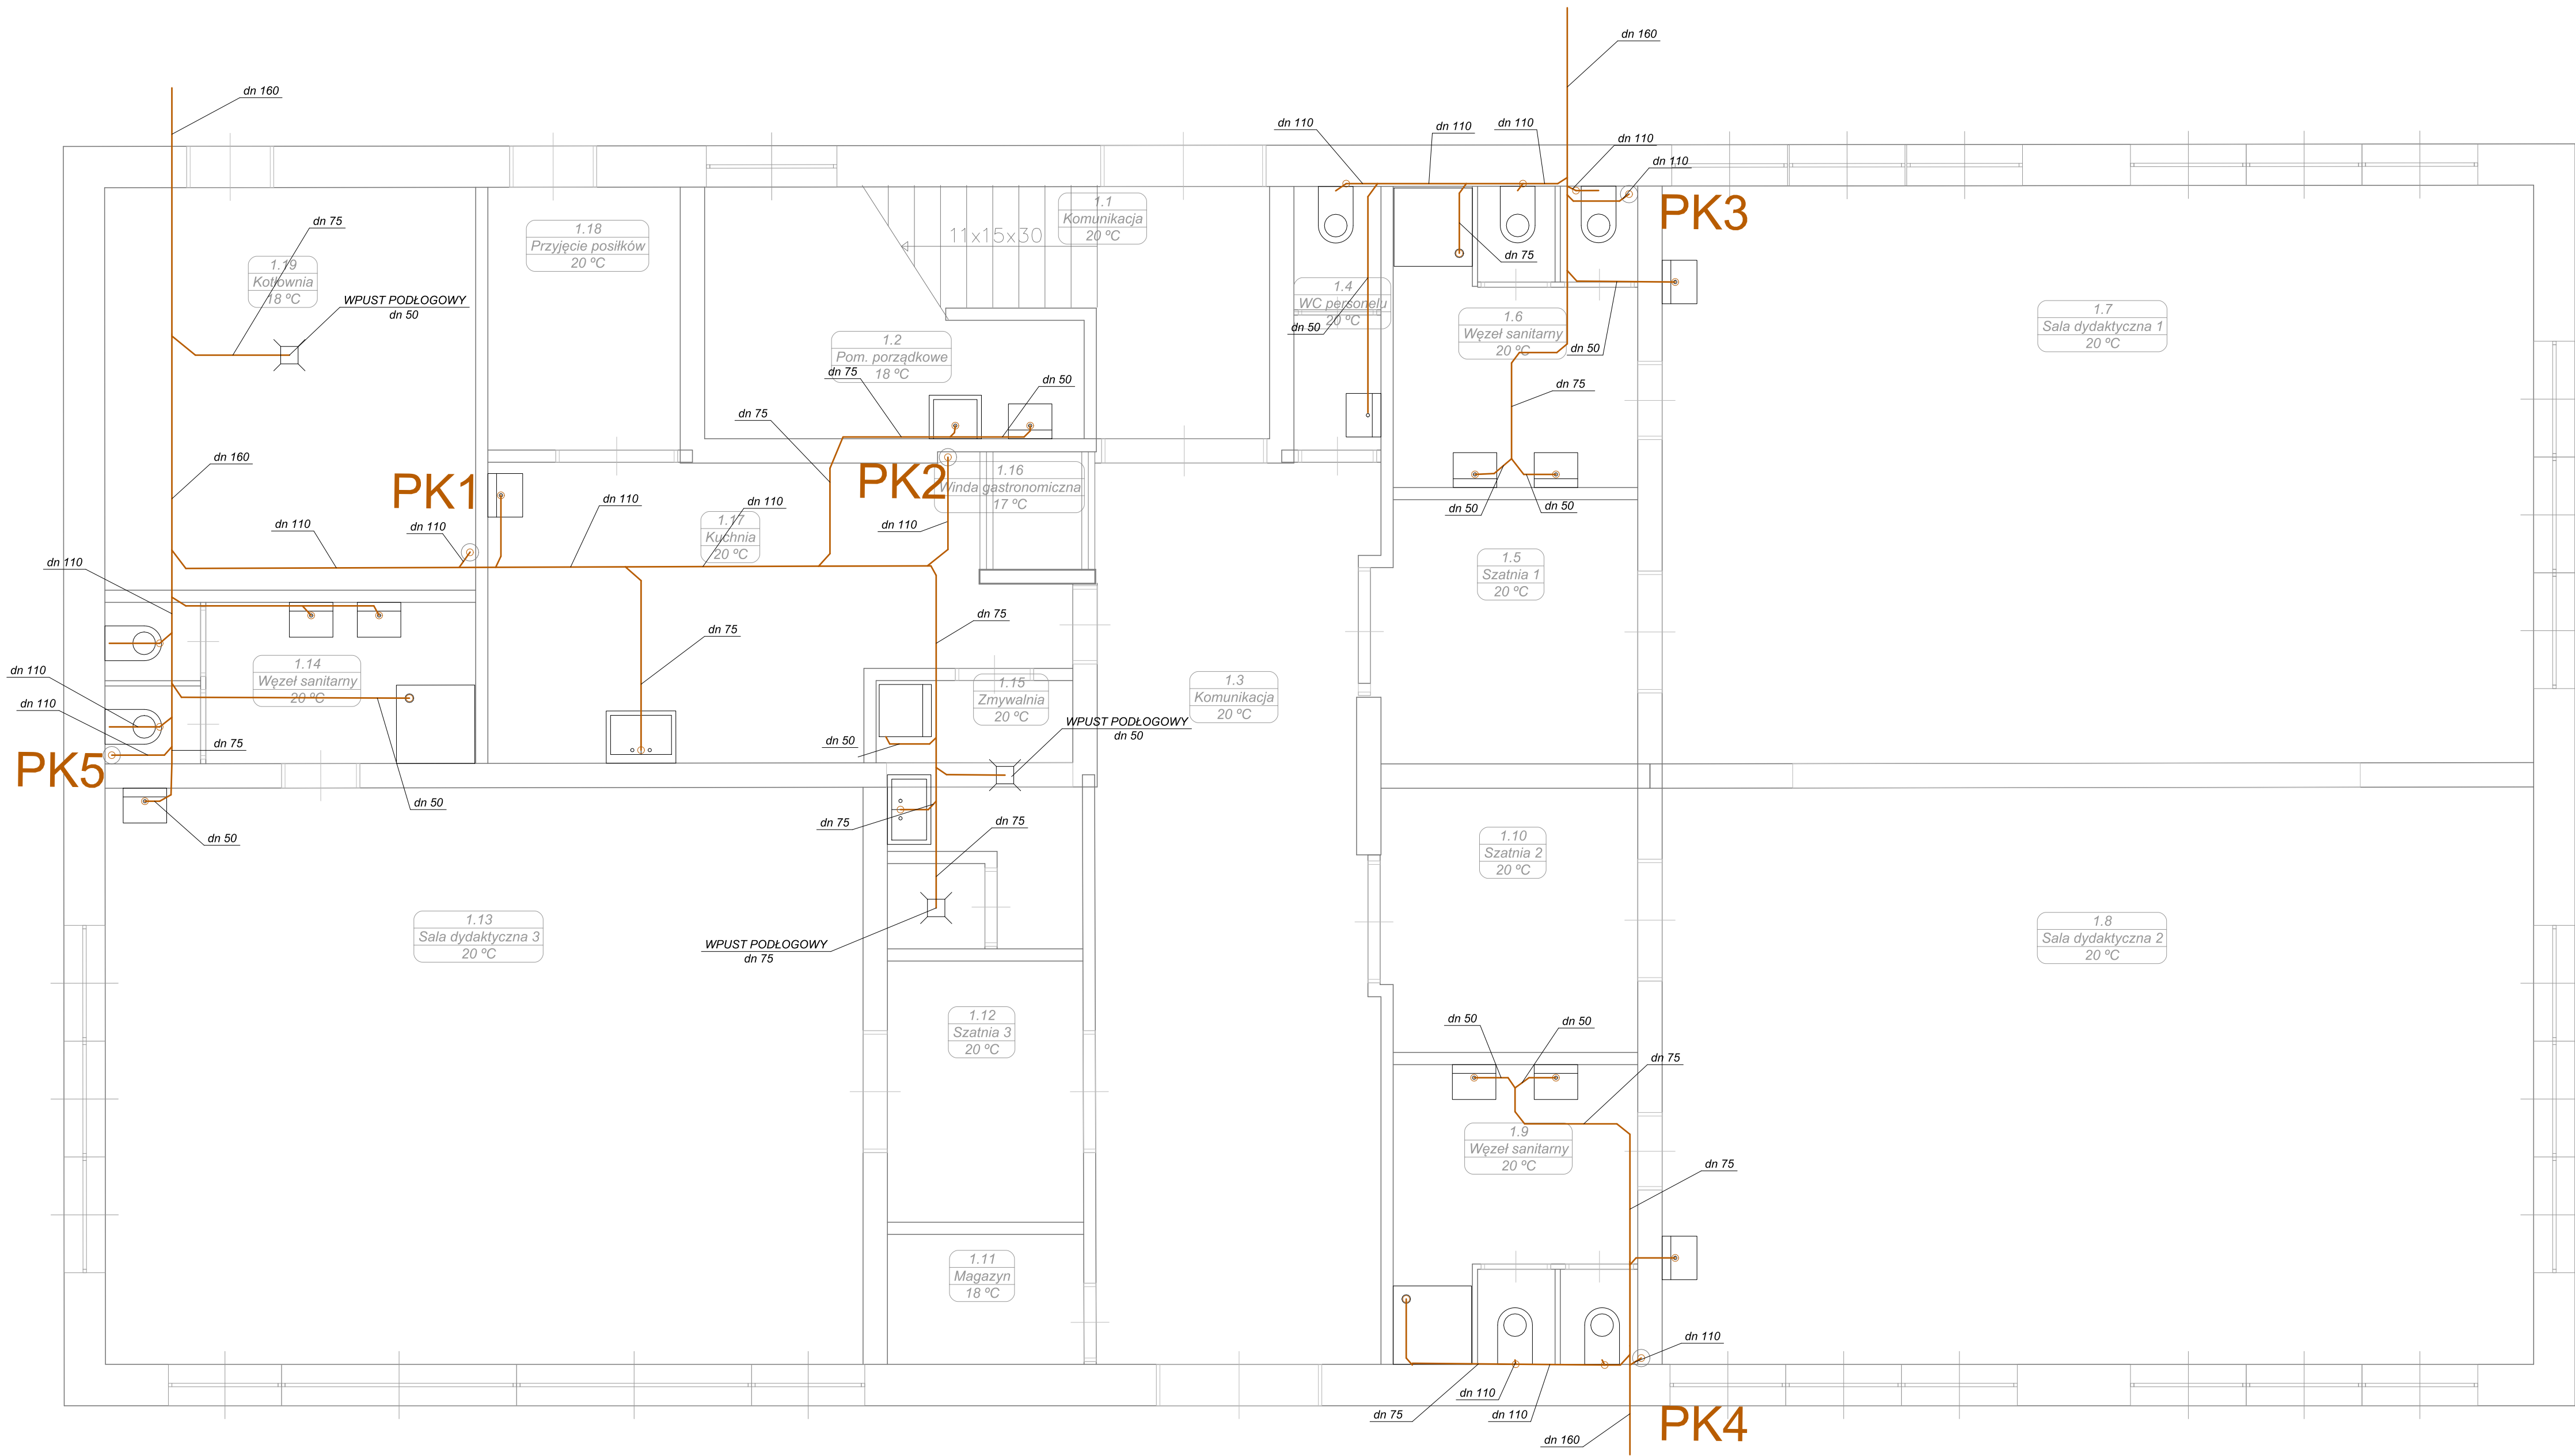 dn 160
dn 160
dn 110
dn 110
dn 110
dn 110
dn 110
PK3
dn 75
1.19
Kotłownia
18 ºC
WPUST PODŁOGOWY
dn 50
1.18
Przyjęcie posiłków
20 ºC
11x15x30
1.1
Komunikacja
20 ºC
dn 75
1.4
WC personelu
20 ºC
dn 50
1.6
Węzeł sanitarny
20 ºC
dn 50
1.7
Sala dydaktyczna 1
20 ºC
1.2
Pom. porządkowe
18 ºC
dn 75
dn 50
dn 75
dn 75
dn 160
PK1
PK2
1.16
Winda gastronomiczna
17 ºC
dn 110
dn 110
dn 110
dn 110
dn 110
1.17
Kuchnia
20 ºC
dn 50
dn 50
dn 110
1.5
Szatnia 1
20 ºC
dn 75
dn 75
dn 110
1.14
Węzeł sanitarny
20 ºC
dn 110
1.15
Zmywalnia
20 ºC
1.3
Komunikacja
20 ºC
WPUST PODŁOGOWY
dn 50
dn 50
dn 75
PK5
dn 50
dn 50
dn 75
dn 75
1.10
Szatnia 2
20 ºC
1.13
Sala dydaktyczna 3
20 ºC
WPUST PODŁOGOWY
dn 75
1.8
Sala dydaktyczna 2
20 ºC
1.12
Szatnia 3
20 ºC
dn 50
dn 50
dn 75
1.9
Węzeł sanitarny
20 ºC
dn 75
1.11
Magazyn
18 ºC
dn 110
dn 110
dn 75
dn 110
PK4
dn 160